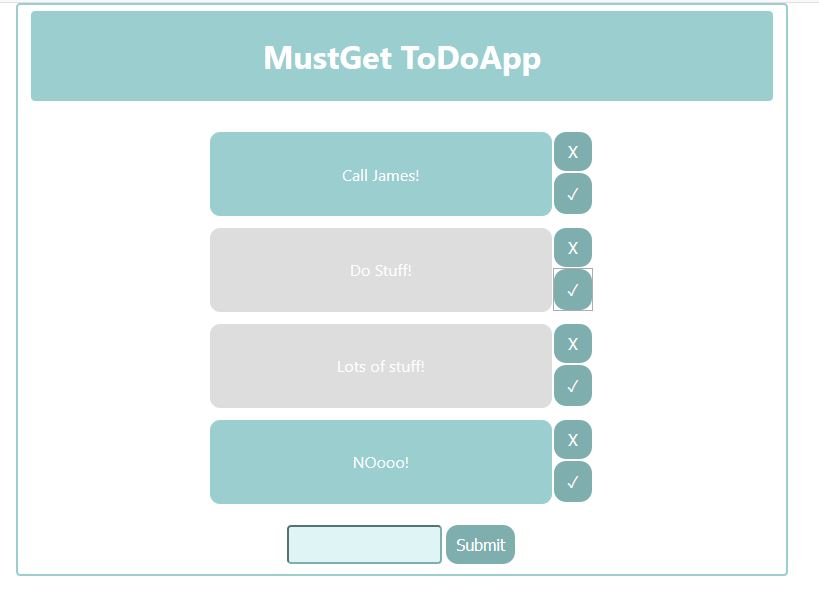 MustGet ToDoApp
Call James!
X
✓
Do Stuff!
X
✓
Lots of stuff!
X
✓
NOooo!
X
✓
Submit